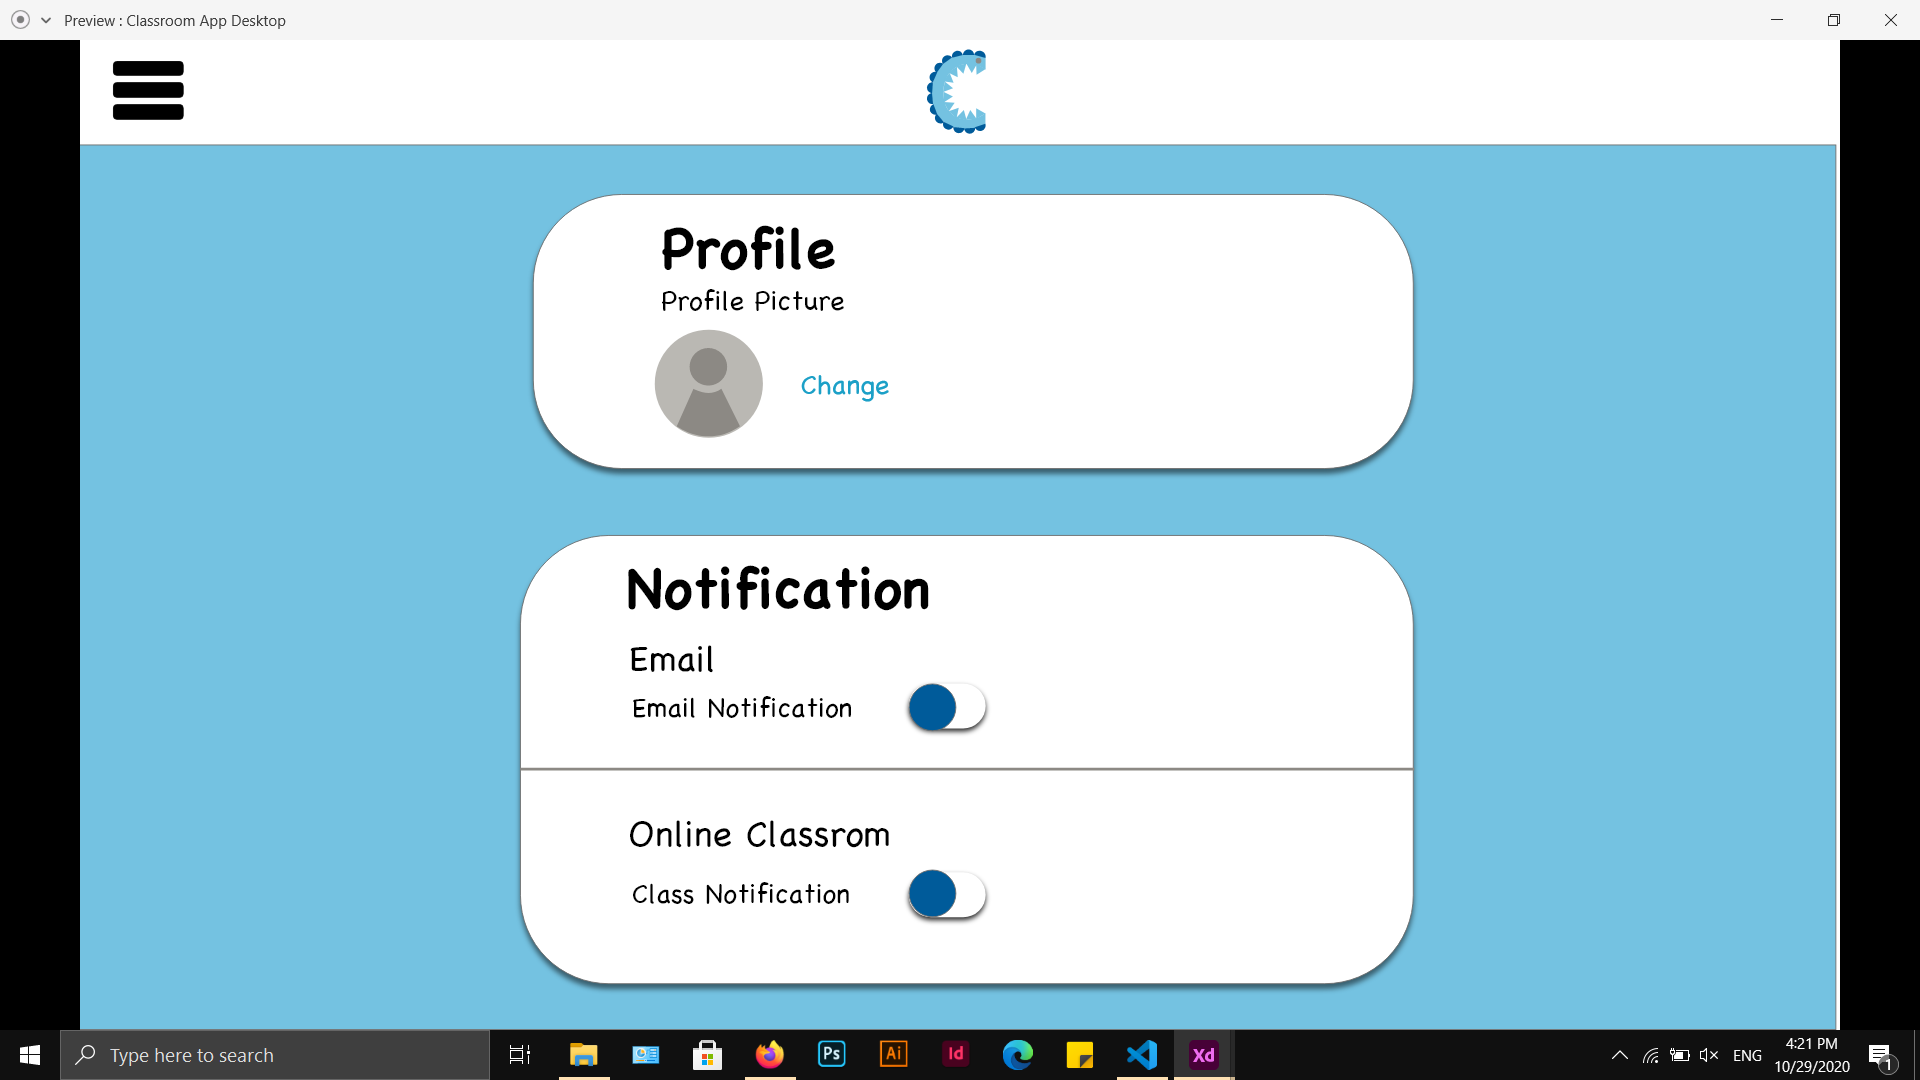 Preview : Classroom App Desktop
Profile
Profile Picture
Change
Notification
Email
Email Notification
Online Classrom
Class Notification
Type here to search
Ps
Ai
Id
Xd
ENG
4:21 PM
10/29/2020
1